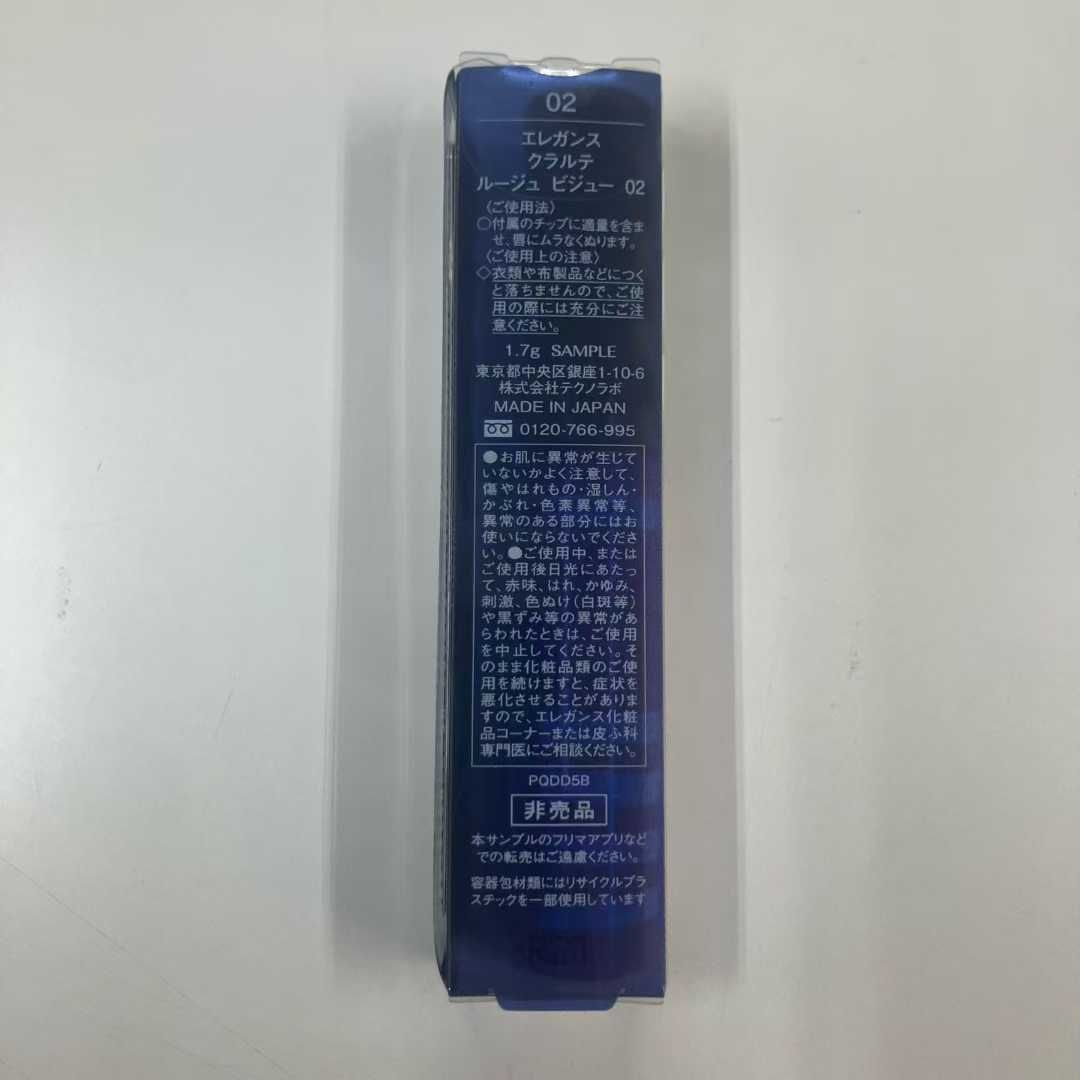 02
エレガンス
クラルテ
ルージュ ビジュー 02
〈ご使用法〉
○付属のチップに適量を含ま
せ、唇にムラなくぬります。
〈ご使用上の注意〉
◇衣類や布製品などにつく
と落ちませんので、ご使
用の際には充分にご注
意ください。
1.7g SAMPLE
東京都中央区銀座1-10-6
株式会社テクノラボ
MADE IN JAPAN
0120-766-995
●お肌に異常が生じて
いないかよく注意して、
傷やはれもの・湿しん・
かぶれ・色素異常等、
異常のある部分にはお
使いにならないでくださ
い。●ご使用中、または
ご使用後日光にあたっ
て、赤味、はれ、かゆみ、
刺激、色ぬけ(白斑等)
や黒ずみ等の異常があ
らわれたときは、ご使用
を中止してください。そ
のまま化粧品類のご使
用を続けますと、症状を
悪化させることがありま
すので、エレガンス化粧
品コーナーまたは皮ふ科
専門医にご相談ください。
PQDD5B
非売品
本サンプルのフリマアプリなど
での転売はご遠慮ください。
容器包材類にはリサイクルプラ
スチックを一部使用しています